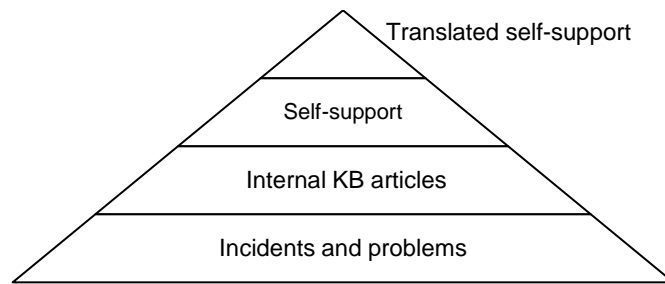 Translated self-support
Self-support
Internal KB articles
Incidents and problems